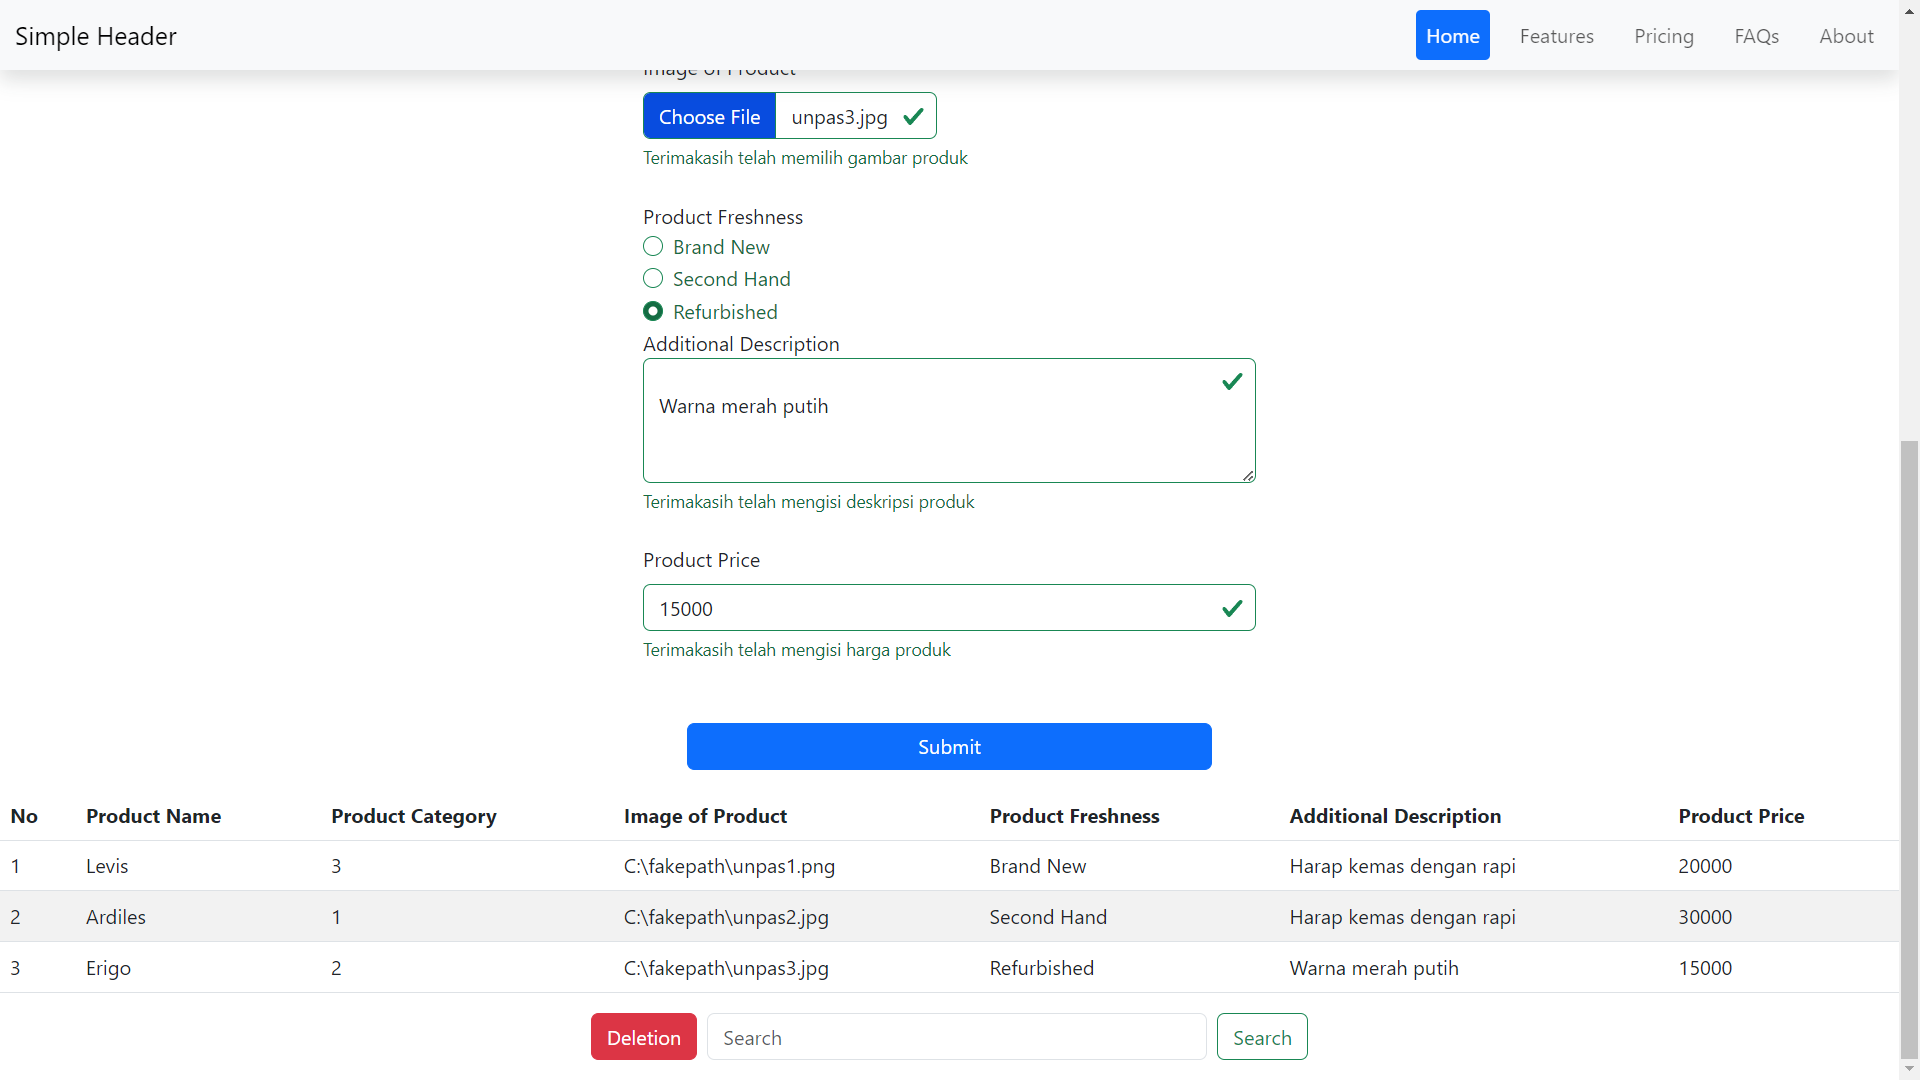 Simple Header
Home Features Pricing FAQs About
Image of Product
Choose File unpas3.jpg
Terimakasih telah memilih gambar produk
Product Freshness
Brand New
Second Hand
Refurbished
Additional Description
Warna merah putih
Terimakasih telah mengisi deskripsi produk
Product Price
15000
Terimakasih telah mengisi harga produk
Submit
No Product Name Product Category Image of Product Product Freshness Additional Description Product Price
1 Levis 3 C:\fakepath\unpas1.png Brand New Harap kemas dengan rapi 20000
2 Ardiles 1 C:\fakepath\unpas2.jpg Second Hand Harap kemas dengan rapi 30000
3 Erigo 2 C:\fakepath\unpas3.jpg Refurbished Warna merah putih 15000
Deletion Search Search